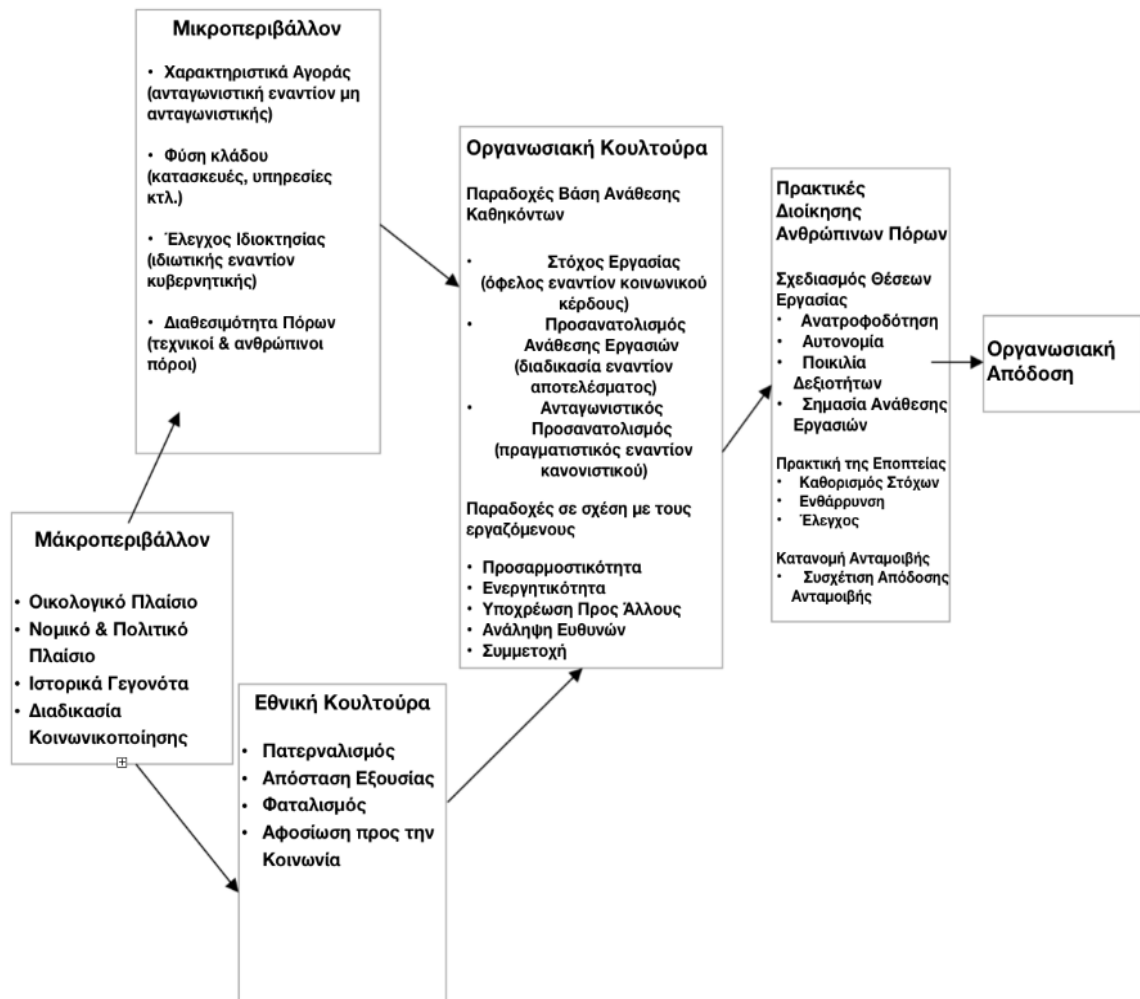 Μικροπεριβάλλον
• Χαρακτηριστικά Αγοράς
(ανταγωνιστική εναντίον μη
ανταγωνιστικής)
• Φύση κλάδου
(κατασκευές, υπηρεσίες
κτλ.)
• Έλεγχος Ιδιοκτησίας
(ιδιωτικής εναντίον
κυβερνητικής)
• Διαθεσιμότητα Πόρων
(τεχνικοί & ανθρώπινοι
πόροι)
Μάκροπεριβάλλον
• Οικολογικό Πλαίσιο
• Νομικό & Πολιτικό
Πλαίσιο
• Ιστορικά Γεγονότα
• Διαδικασία
Κοινωνικοποίησης
Εθνική Κουλτούρα
• Πατερναλισμός
• Απόσταση Εξουσίας
• Φαταλισμός
• Αφοσίωση προς την
Κοινωνία
Οργανωσιακή Κουλτούρα
Παραδοχές Βάση Ανάθεσης
Καθηκόντων
• Στόχος Εργασίας
(όφελος εναντίον κοινωνικού
κέρδους)
• Προσανατολισμός
Ανάθεσης Εργασιών
(διαδικασία εναντίον
αποτελέσματος)
• Ανταγωνιστικός
Προσανατολισμός
(πραγματιστικός εναντίον
κανονιστικού)
Παραδοχές σε σχέση με τους
εργαζόμενους
• Προσαρμοστικότητα
• Ενεργητικότητα
• Υποχρέωση Προς Άλλους
• Ανάληψη Ευθυνών
• Συμμετοχή
Πρακτικές
Διοίκησης
Ανθρώπινων Πόρων
Σχεδιασμός Θέσεων
Εργασίας
• Ανατροφοδότηση
• Αυτονομία
• Ποικιλία
Δεξιοτήτων
• Σημασία Ανάθεσης
Εργασιών
Πρακτική της Εποπτείας
• Καθορισμός Στόχων
• Ενθάρρυνση
• Έλεγχος
Κατανομή Ανταμοιβής
• Συσχέτιση Απόδοσης
Ανταμοιβής
Οργανωσιακή
Απόδοση